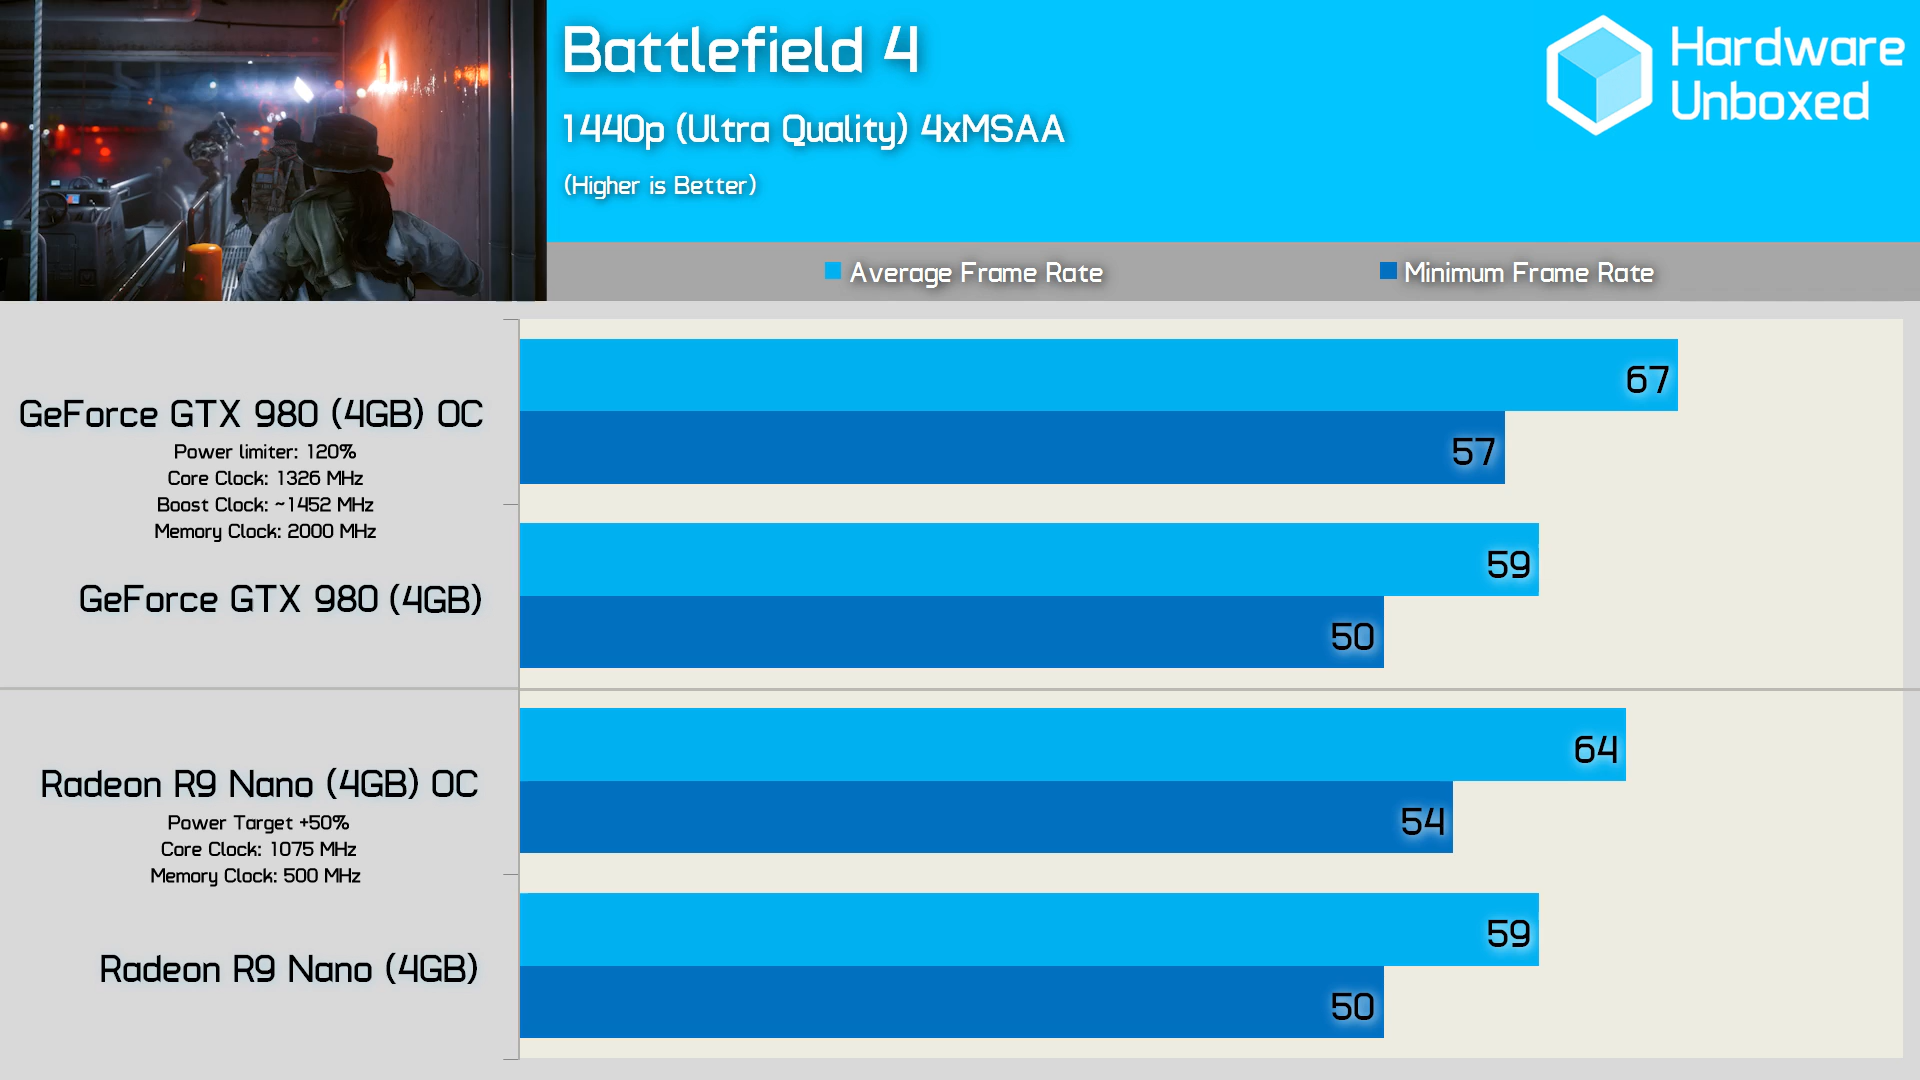 Battlefield 4
1440p (Ultra Quality) 4xMSAA
(Higher is Better)
Hardware
Unboxed
Average Frame Rate
Minimum Frame Rate
GeForce GTX 980 (4GB) OC
Power limiter: 120%
Core Clock: 1326 MHz
Boost Clock: ~1452 MHz
Memory Clock: 2000 MHz
67
57
GeForce GTX 980 (4GB)
59
50
Radeon R9 Nano (4GB) OC
Power Target +50%
Core Clock: 1075 MHz
Memory Clock: 500 MHz
64
54
Radeon R9 Nano (4GB)
59
50